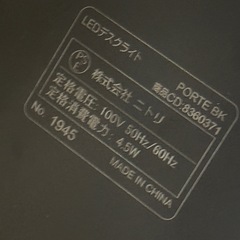 LEDデスクライト PORTE BK
商品CD:8360371
PSE
株式会社 ニトリ
定格電圧: 100V 50Hz/60Hz
定格消費電力: 4.5W
No. 1945 MADE IN CHINA